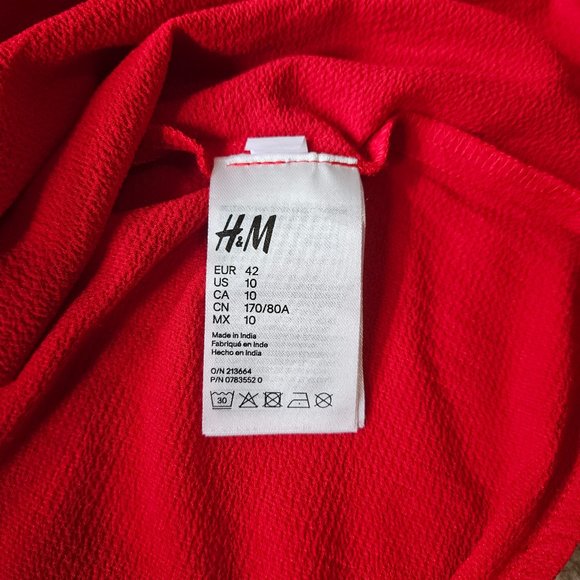 H&M
EUR 42
US 10
CA 10
CN 170/80A
MX 10
Made in India
Fabriqué en Inde
Hecho en India
O/N 213664
P/N 0783552 0
30